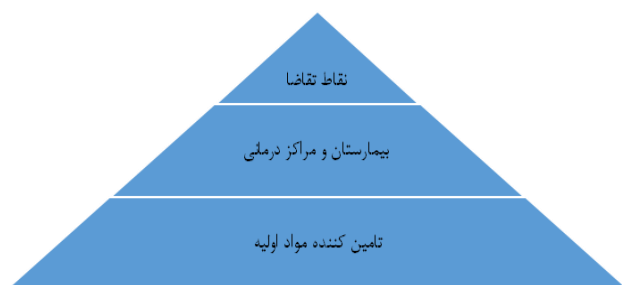 نقاط تقاضا
بیمارستان و مراکز درمانی
تامین کننده مواد اولیه